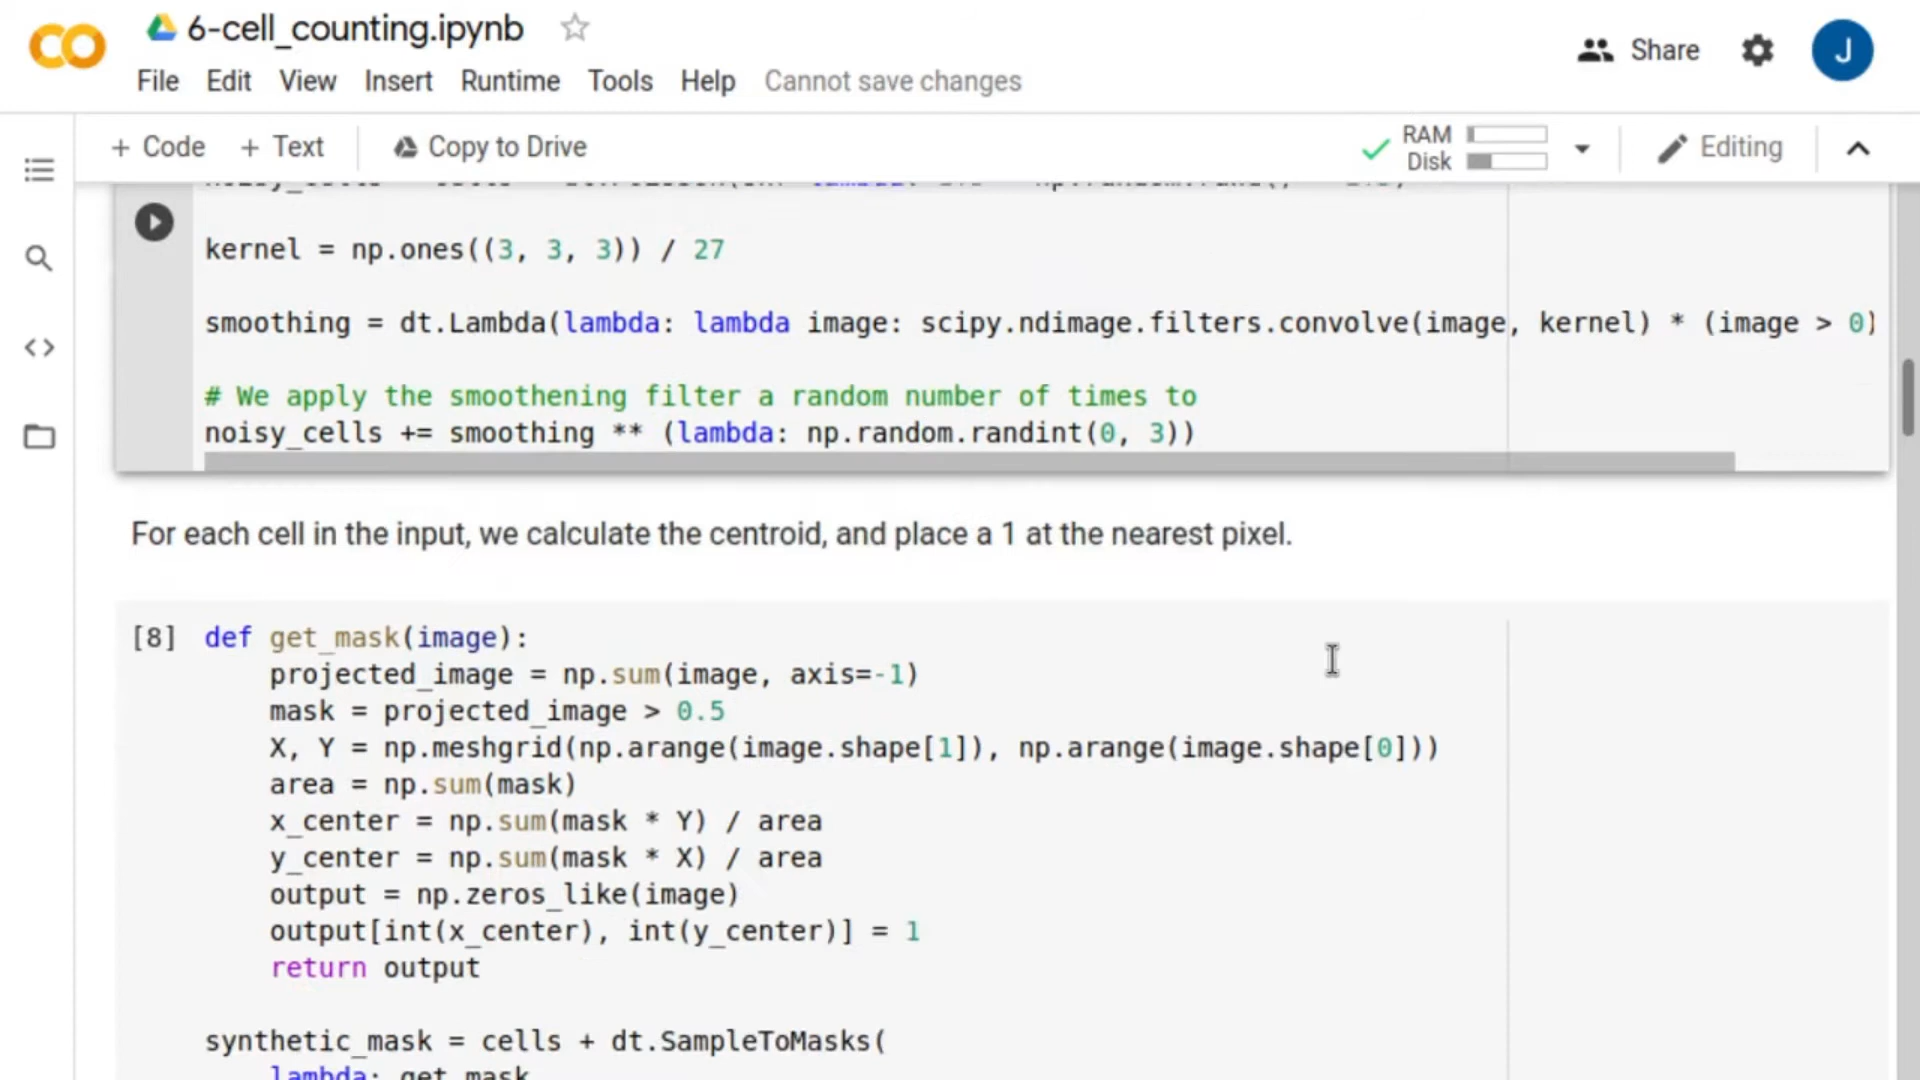 6-cell_counting.ipynb
File Edit View Insert Runtime Tools Help Cannot save changes
Share
J
+ Code + Text Copy to Drive
RAM
Disk
Editing
kernel = np.ones((3, 3, 3)) / 27
smoothing = dt.Lambda(lambda: lambda image: scipy.ndimage.filters.convolve(image, kernel) * (image > 0)
# We apply the smoothening filter a random number of times to
noisy_cells += smoothing ** (lambda: np.random.randint(0, 3))
For each cell in the input, we calculate the centroid, and place a 1 at the nearest pixel.
[8] def get_mask(image):
projected_image = np.sum(image, axis=-1)
mask = projected_image > 0.5
X, Y = np.meshgrid(np.arange(image.shape[1]), np.arange(image.shape[0]))
area = np.sum(mask)
x_center = np.sum(mask * Y) / area
y_center = np.sum(mask * X) / area
output = np.zeros_like(image)
output[int(x_center), int(y_center)] = 1
return output
synthetic_mask = cells + dt.SampleToMasks(
lambda: get_mask